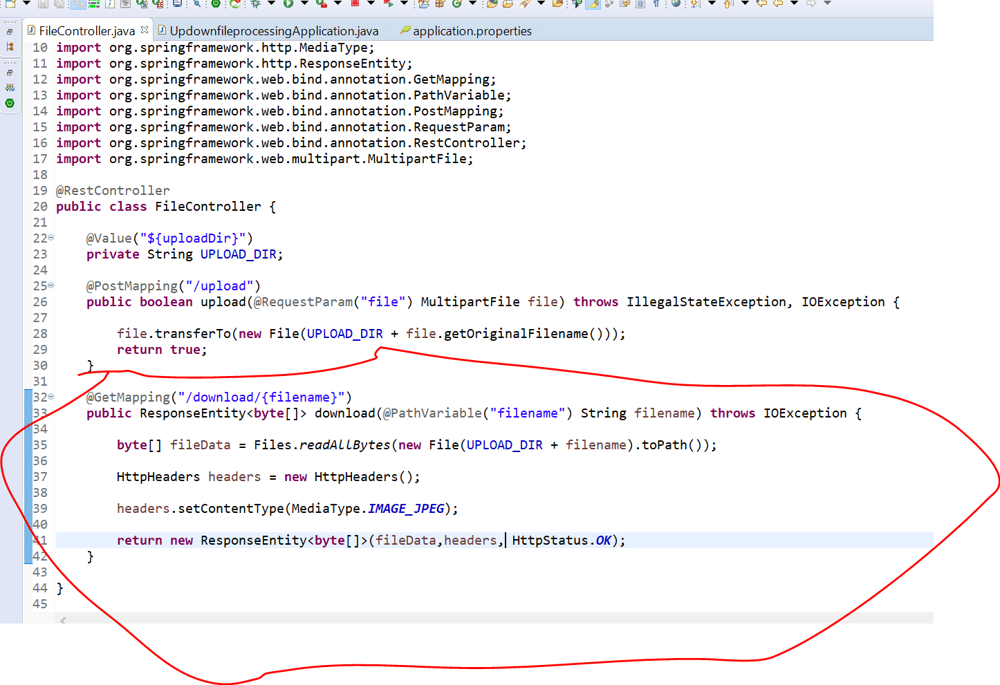 FileController.java
UpdownfileprocessingApplication.java
application.properties
10 import org.springframework.http.MediaType;
11 import org.springframework.http.ResponseEntity;
12 import org.springframework.web.bind.annotation.GetMapping;
13 import org.springframework.web.bind.annotation.PathVariable;
14 import org.springframework.web.bind.annotation.PostMapping;
15 import org.springframework.web.bind.annotation.RequestParam;
16 import org.springframework.web.bind.annotation.RestController;
17 import org.springframework.web.multipart.MultipartFile;
18
19 @RestController
20 public class FileController {
21
22 @Value("${uploadDir}")
23 private String UPLOAD_DIR;
24
25 @PostMapping("/upload")
26 public boolean upload(@RequestParam("file") MultipartFile file) throws IllegalStateException, IOException {
27
28 file.transferTo(new File(UPLOAD_DIR + file.getOriginalFilename()));
29 return true;
30 }
31
32 @GetMapping("/download/{filename}")
33 public ResponseEntity<byte[]> download(@PathVariable("filename") String filename) throws IOException {
34
35 byte[] fileData = Files.readAllBytes(new File(UPLOAD_DIR + filename).toPath());
36
37 HttpHeaders headers = new HttpHeaders();
38
39 headers.setContentType(MediaType.IMAGE_JPEG);
40
41 return new ResponseEntity<byte[]>(fileData,headers, HttpStatus.OK);
42 }
43
44 }
45